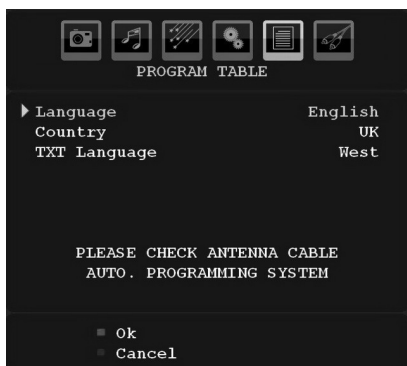 PROGRAM TABLE
Language English
Country UK
TXT Language West
PLEASE CHECK ANTENNA CABLE
AUTO. PROGRAMMING SYSTEM
Ok
Cancel